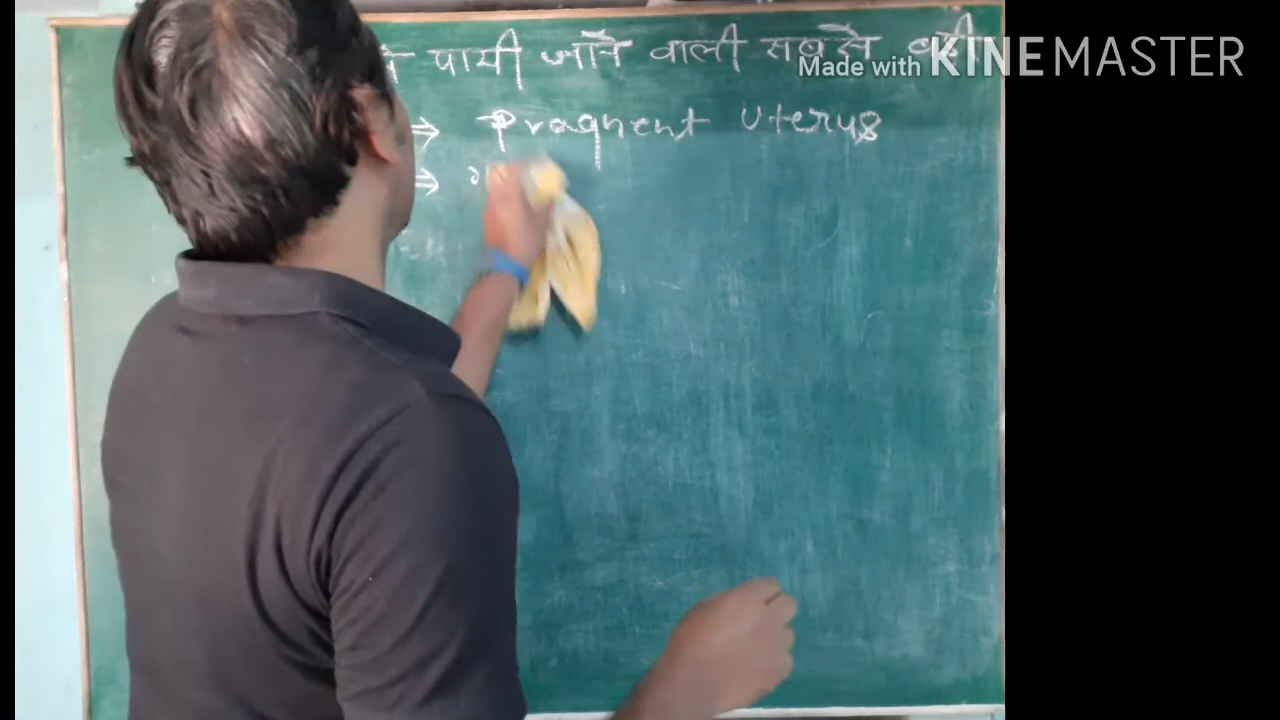 में पायी जाने वाली सबसे बड़ी
Made with KINEMASTER
⇒ Pragnent Uterus
⇒